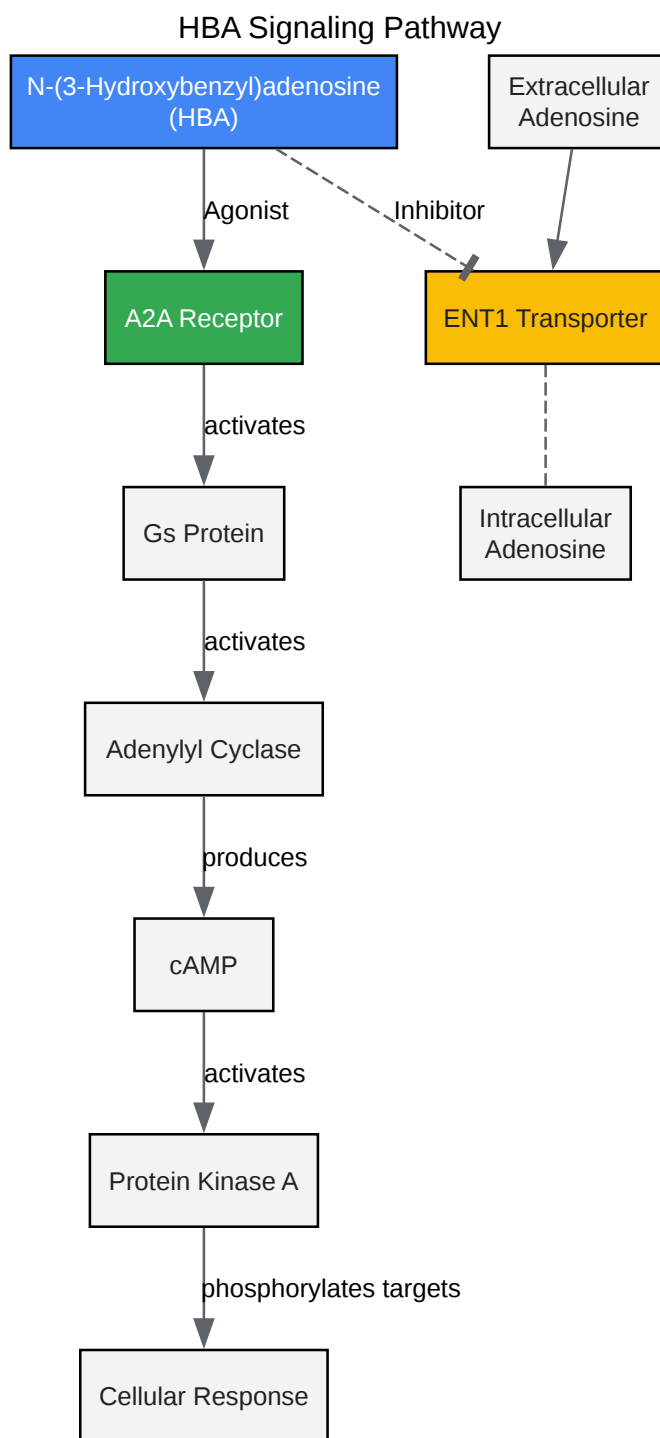 HBA Signaling Pathway
N-(3-Hydroxybenzyl)adenosine
(HBA)
Extracellular
Adenosine
Agonist
Inhibitor
A2A Receptor
ENT1 Transporter
activates
Gs Protein
Intracellular
Adenosine
activates
Adenylyl Cyclase
produces
cAMP
activates
Protein Kinase A
phosphorylates targets
Cellular Response